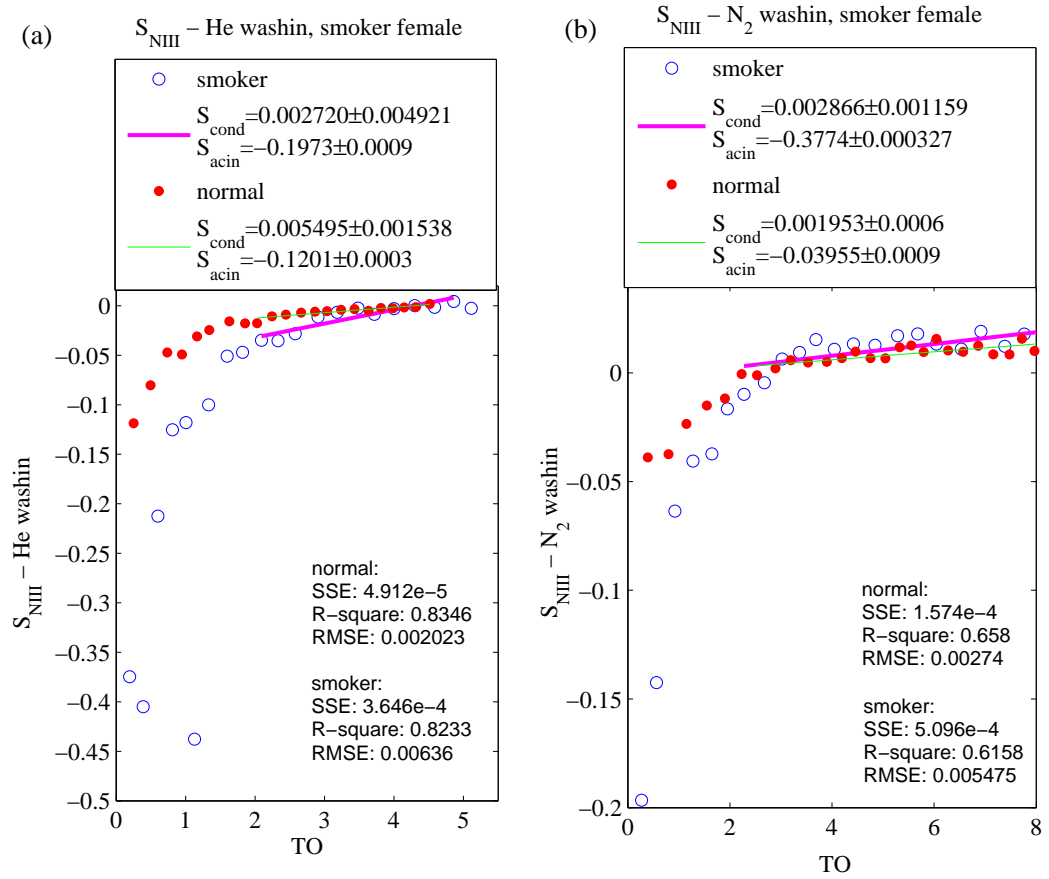 (a)
S_NIII – He washin, smoker female
smoker
S_cond=0.002720±0.004921
S_acin=−0.1973±0.0009
normal
S_cond=0.005495±0.001538
S_acin=−0.1201±0.0003
0
−0.05
−0.1
−0.15
−0.2
−0.25
−0.3
−0.35
−0.4
−0.45
−0.5
S_NIII – He washin
normal:
SSE: 4.912e−5
R−square: 0.8346
RMSE: 0.002023
smoker:
SSE: 3.646e−4
R−square: 0.8233
RMSE: 0.00636
0 1 2 3 4 5
TO
(b)
S_NIII – N_2 washin, smoker female
smoker
S_cond=0.002866±0.001159
S_acin=−0.3774±0.000327
normal
S_cond=0.001953±0.0006
S_acin=−0.03955±0.0009
0
−0.05
−0.1
−0.15
−0.2
S_NIII – N_2 washin
normal:
SSE: 1.574e−4
R−square: 0.658
RMSE: 0.00274
smoker:
SSE: 5.096e−4
R−square: 0.6158
RMSE: 0.005475
0 2 4 6 8
TO